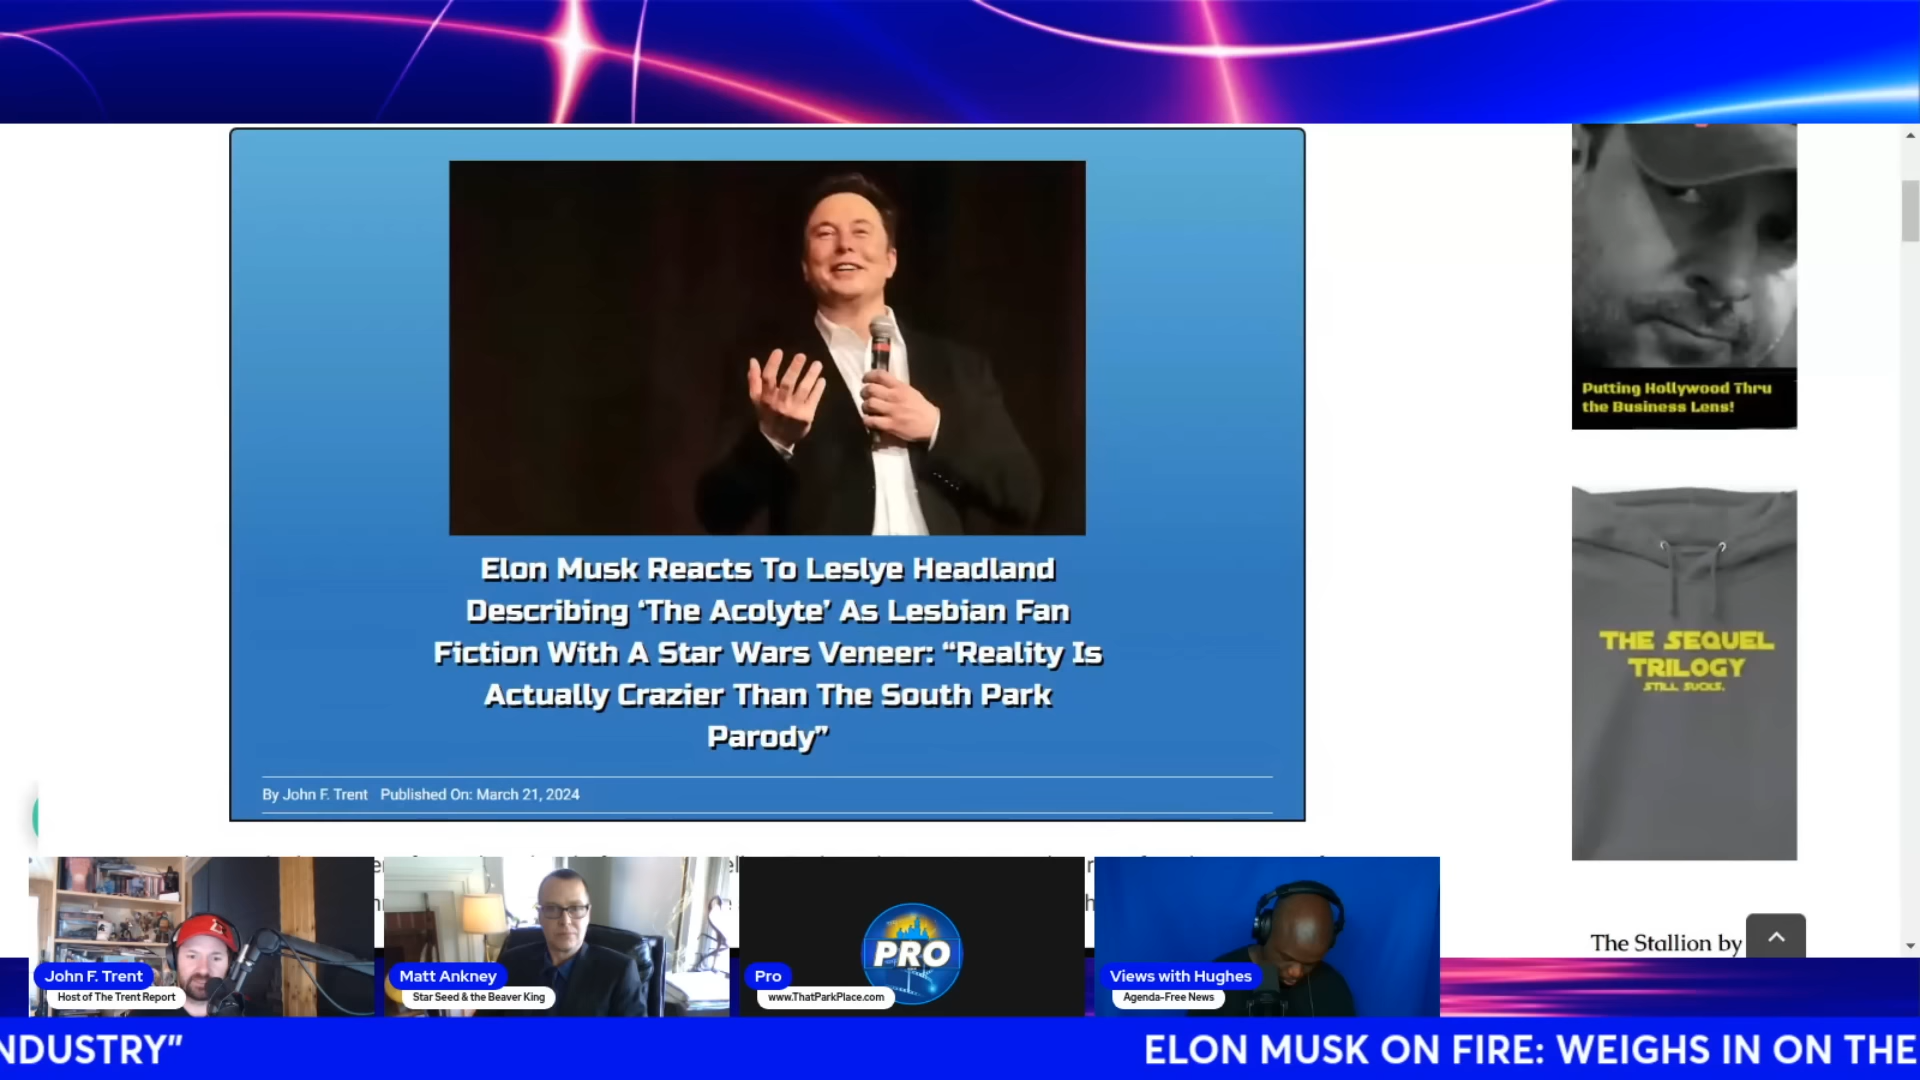 Putting Hollywood Thru
the Business Lens!
Elon Musk Reacts To Leslye Headland
Describing ‘The Acolyte’ As Lesbian Fan
Fiction With A Star Wars Veneer: “Reality Is
Actually Crazier Than The South Park
Parody”
By John F. Trent Published On: March 21, 2024
THE SEQUEL
TRILOGY
STILL SUCKS.
The Stallion by
John F. Trent
Host of The Trent Report
Matt Ankney
Star Seed & the Beaver King
PRO
Pro
www.ThatParkPlace.com
Views with Hughes
Agenda-Free News
NDUSTRY” ELON MUSK ON FIRE: WEIGHS IN ON THE